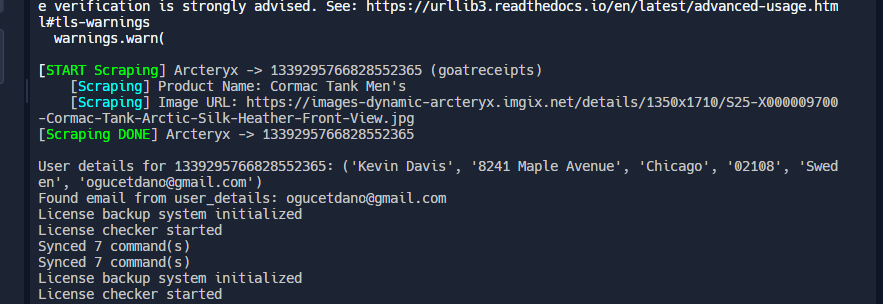 e verification is strongly advised. See: https://urllib3.readthedocs.io/en/latest/advanced-usage.htm
l#tls-warnings
  warnings.warn(
[START Scraping] Arcteryx -> 1339295766828552365 (goatreceipts)
    [Scraping] Product Name: Cormac Tank Men's
    [Scraping] Image URL: https://images-dynamic-arcteryx.imgix.net/details/1350x1710/S25-X000009700
-Cormac-Tank-Arctic-Silk-Heather-Front-View.jpg
[Scraping DONE] Arcteryx -> 1339295766828552365
User details for 1339295766828552365: ('Kevin Davis', '8241 Maple Avenue', 'Chicago', '02108', 'Swed
en', 'ogucetdano@gmail.com')
Found email from user_details: ogucetdano@gmail.com
License backup system initialized
License checker started
Synced 7 command(s)
Synced 7 command(s)
License backup system initialized
License checker started